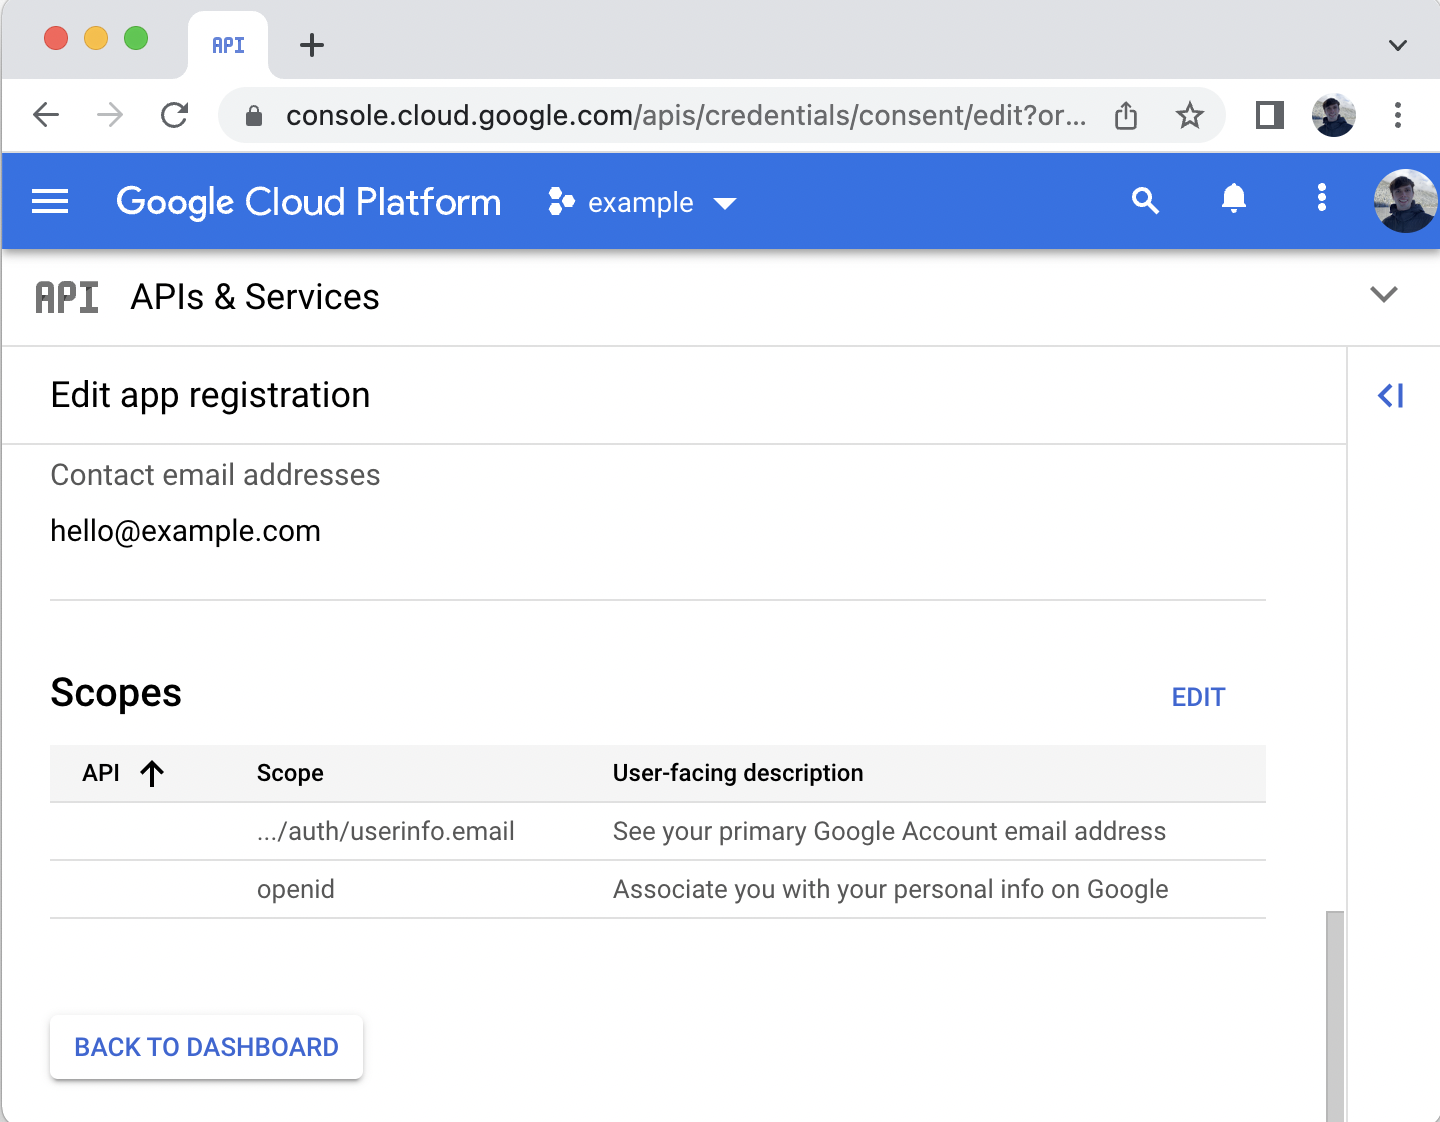 API
console.cloud.google.com/apis/credentials/consent/edit?or...
Google Cloud Platform example
API APIs & Services
Edit app registration
Contact email addresses
hello@example.com
Scopes EDIT
API Scope User-facing description
.../auth/userinfo.email See your primary Google Account email address
openid Associate you with your personal info on Google
BACK TO DASHBOARD